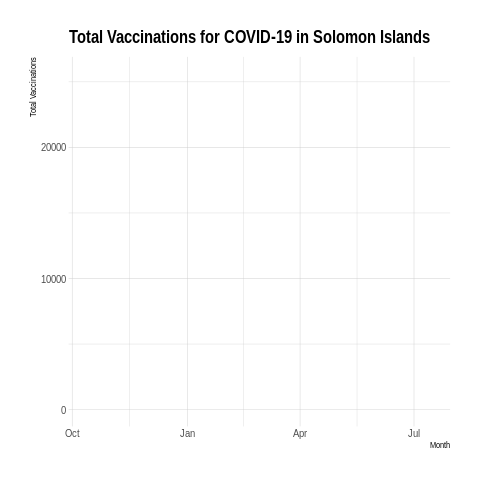 Total Vaccinations for COVID-19 in Solomon Islands
Total Vaccinations
20000
10000
0
Oct Jan Apr Jul
Month